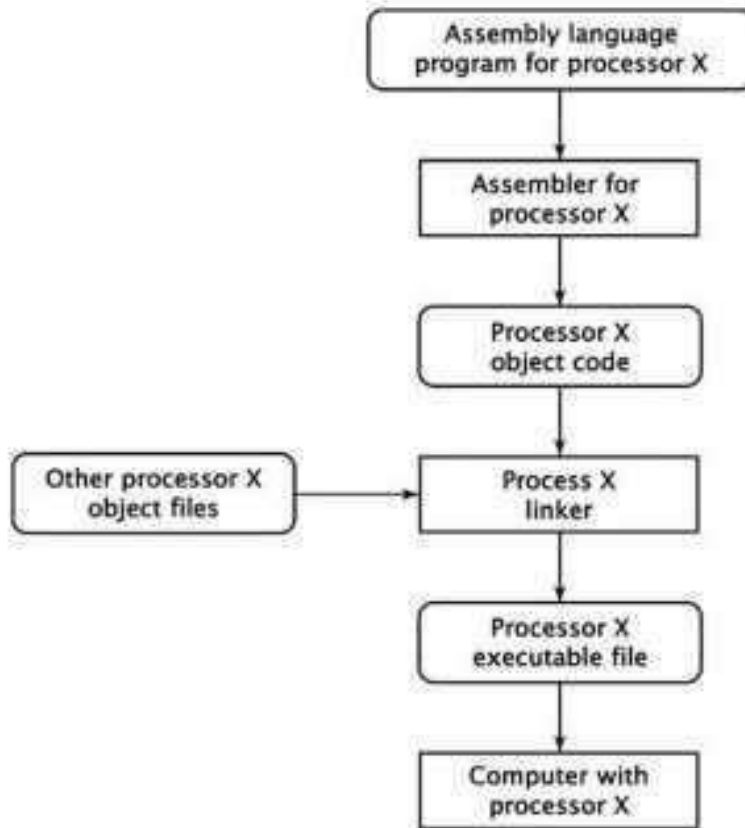 Assembly language
program for processor X
Assembler for
processor X
Processor X
object code
Other processor X
object files
Process X
linker
Processor X
executable file
Computer with
processor X